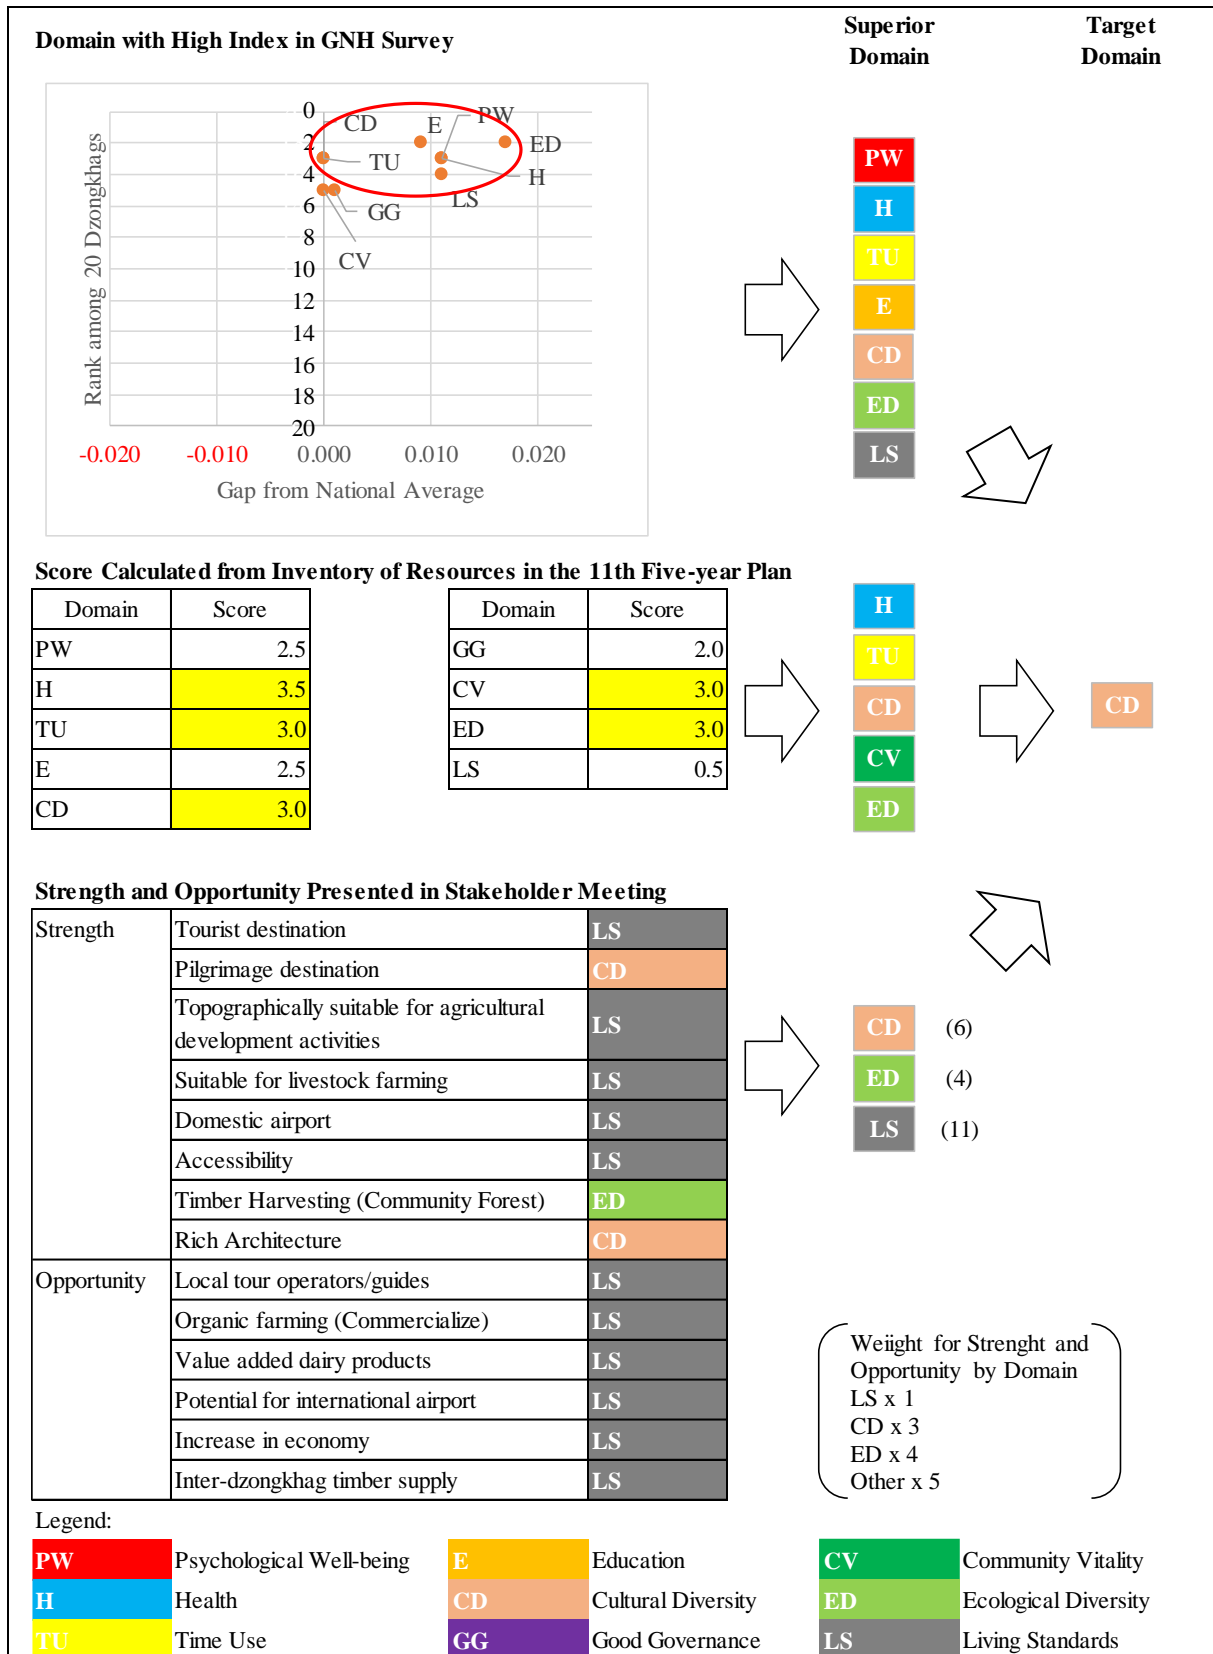 Domain with High Index in GNH Survey
Superior Domain
Target Domain
Rank among 20 Dzongkhags
0
2
4
6
8
10
12
14
16
18
20
CD
E
PW
ED
TU
H
LS
GG
CV
-0.020 -0.010 0.000 0.010 0.020
Gap from National Average
PW
H
TU
E
CD
ED
LS
Score Calculated from Inventory of Resources in the 11th Five-year Plan
Domain Score
PW 2.5
H 3.5
TU 3.0
E 2.5
CD 3.0
Domain Score
GG 2.0
CV 3.0
ED 3.0
LS 0.5
H
TU
CD
CV
ED
CD
Strength and Opportunity Presented in Stakeholder Meeting
Strength Tourist destination LS
Pilgrimage destination CD
Topographically suitable for agricultural
development activities LS
Suitable for livestock farming LS
Domestic airport LS
Accessibility LS
Timber Harvesting (Community Forest) ED
Rich Architecture CD
Opportunity Local tour operators/guides LS
Organic farming (Commercialize) LS
Value added dairy products LS
Potential for international airport LS
Increase in economy LS
Inter-dzongkhag timber supply LS
CD (6)
ED (4)
LS (11)
Weiight for Strenght and
Opportunity by Domain
LS x 1
CD x 3
ED x 4
Other x 5
Legend:
PW Psychological Well-being E Education CV Community Vitality
H Health CD Cultural Diversity ED Ecological Diversity
TU Time Use GG Good Governance LS Living Standards